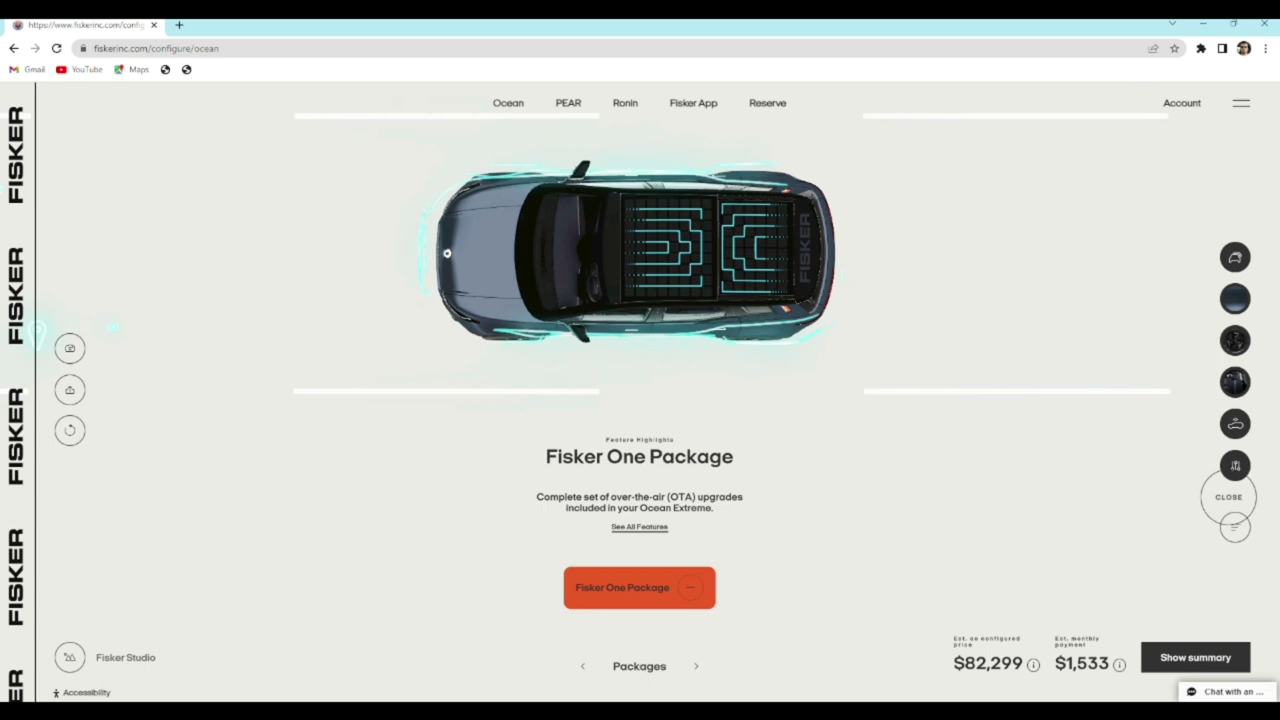 https://www.fiskerinc.com/config
fiskerinc.com/configure/ocean
Gmail
YouTube
Maps
Ocean
PEAR
Ronin
Fisker App
Reserve
Account
FISKER
FISKER
FISKER
FISKER
ER
FISKER
CLOSE
Feature Highlights
Fisker One Package
Complete set of over-the-air (OTA) upgrades
included in your Ocean Extreme.
See All Features
Fisker One Package
Packages
Fisker Studio
Accessibility
Est. as configured
price
$82,299
Est. monthly
payment
$1,533
Show summary
Chat with an ...